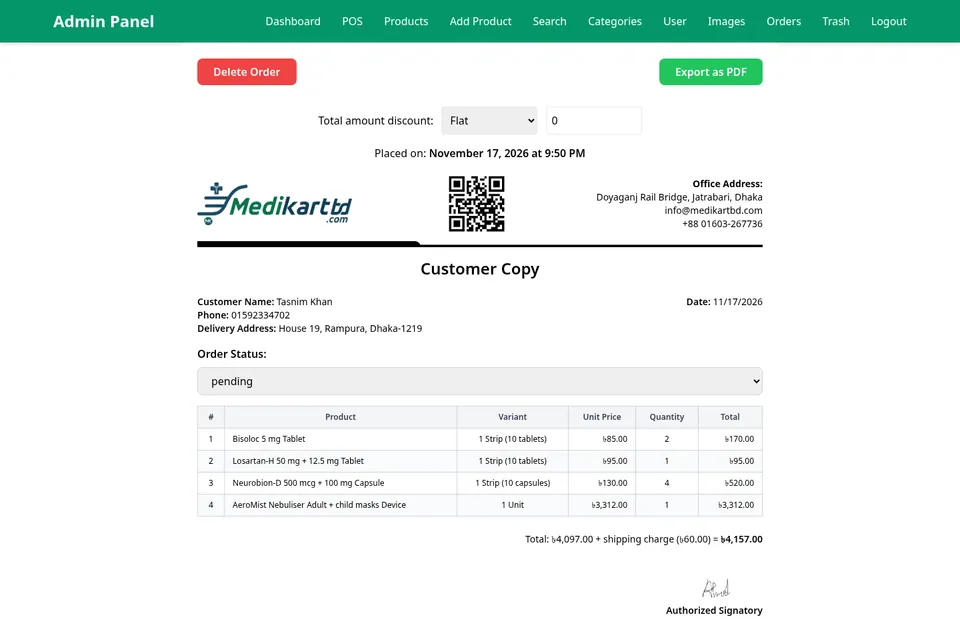 Admin Panel Dashboard POS Products Add Product Search Categories User Images Orders Trash Logout
Delete Order Export as PDF
Total amount discount: Flat 0
Placed on: November 17, 2026 at 9:50 PM
Medikartbd
.com
Office Address:
Doyaganj Rail Bridge, Jatrabari, Dhaka
info@medikartbd.com
+88 01603-267736
Customer Copy
Customer Name: Tasnim Khan Date: 11/17/2026
Phone: 01592334702
Delivery Address: House 19, Rampura, Dhaka-1219
Order Status:
pending
# Product Variant Unit Price Quantity Total
1 Bisoloc 5 mg Tablet 1 Strip (10 tablets) ৳85.00 2 ৳170.00
2 Losartan-H 50 mg + 12.5 mg Tablet 1 Strip (10 tablets) ৳95.00 1 ৳95.00
3 Neurobion-D 500 mcg + 100 mg Capsule 1 Strip (10 capsules) ৳130.00 4 ৳520.00
4 AeroMist Nebuliser Adult + child masks Device 1 Unit ৳3,312.00 1 ৳3,312.00
Total: ৳4,097.00 + shipping charge (৳60.00) = ৳4,157.00
Authorized Signatory